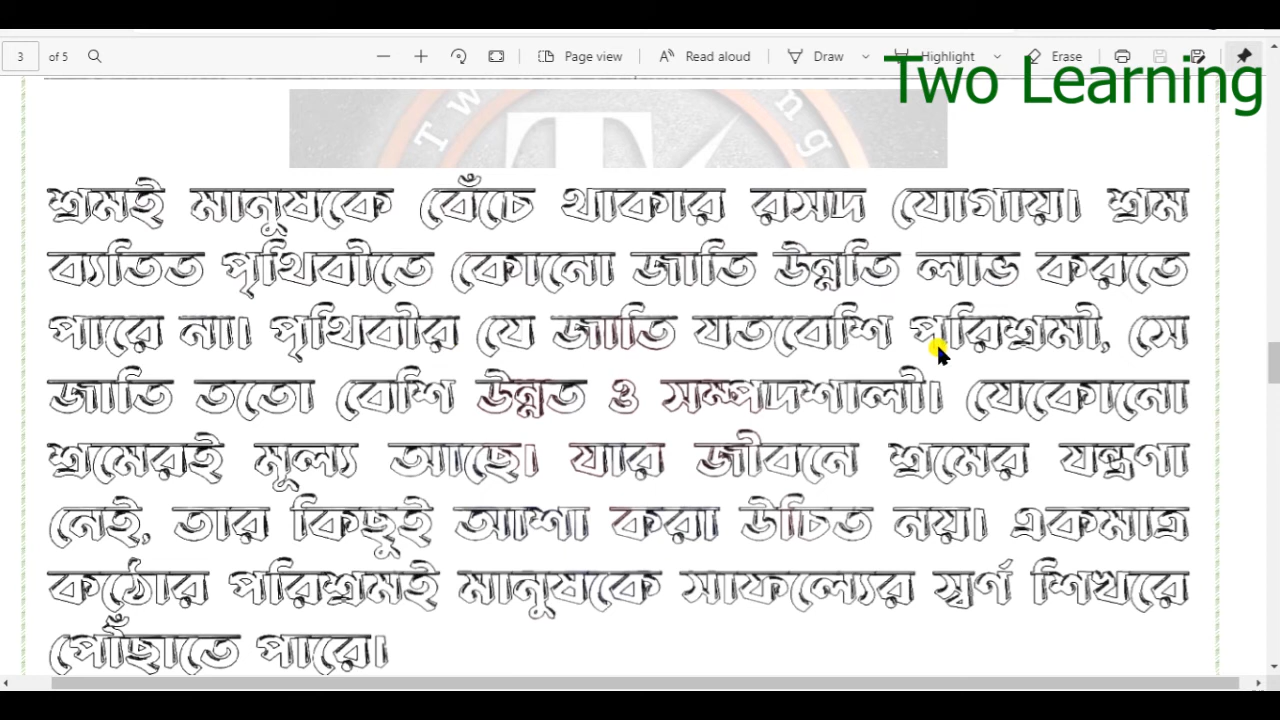 3 of 5 Page view Read aloud Draw Highlight Erase
Two Learning
Tw ng
শ্রমই মানুষকে বেঁচে থাকার রসদ যোগায়। শ্রম
ব্যতিত পৃথিবীতে কোনো জাতি উন্নতি লাভ করতে
পারে না। পৃথিবীর যে জাতি যতবেশি পরিশ্রমী, সে
জাতি ততো বেশি উন্নত ও সম্পদশালী। যেকোনো
শ্রমেরই মূল্য আছে। যার জীবনে শ্রমের যন্ত্রণা
নেই, তার কিছুই আশা করা উচিত নয়। একমাত্র
কঠোর পরিশ্রমই মানুষকে সাফল্যের স্বর্ণ শিখরে
পৌঁছাতে পারে।